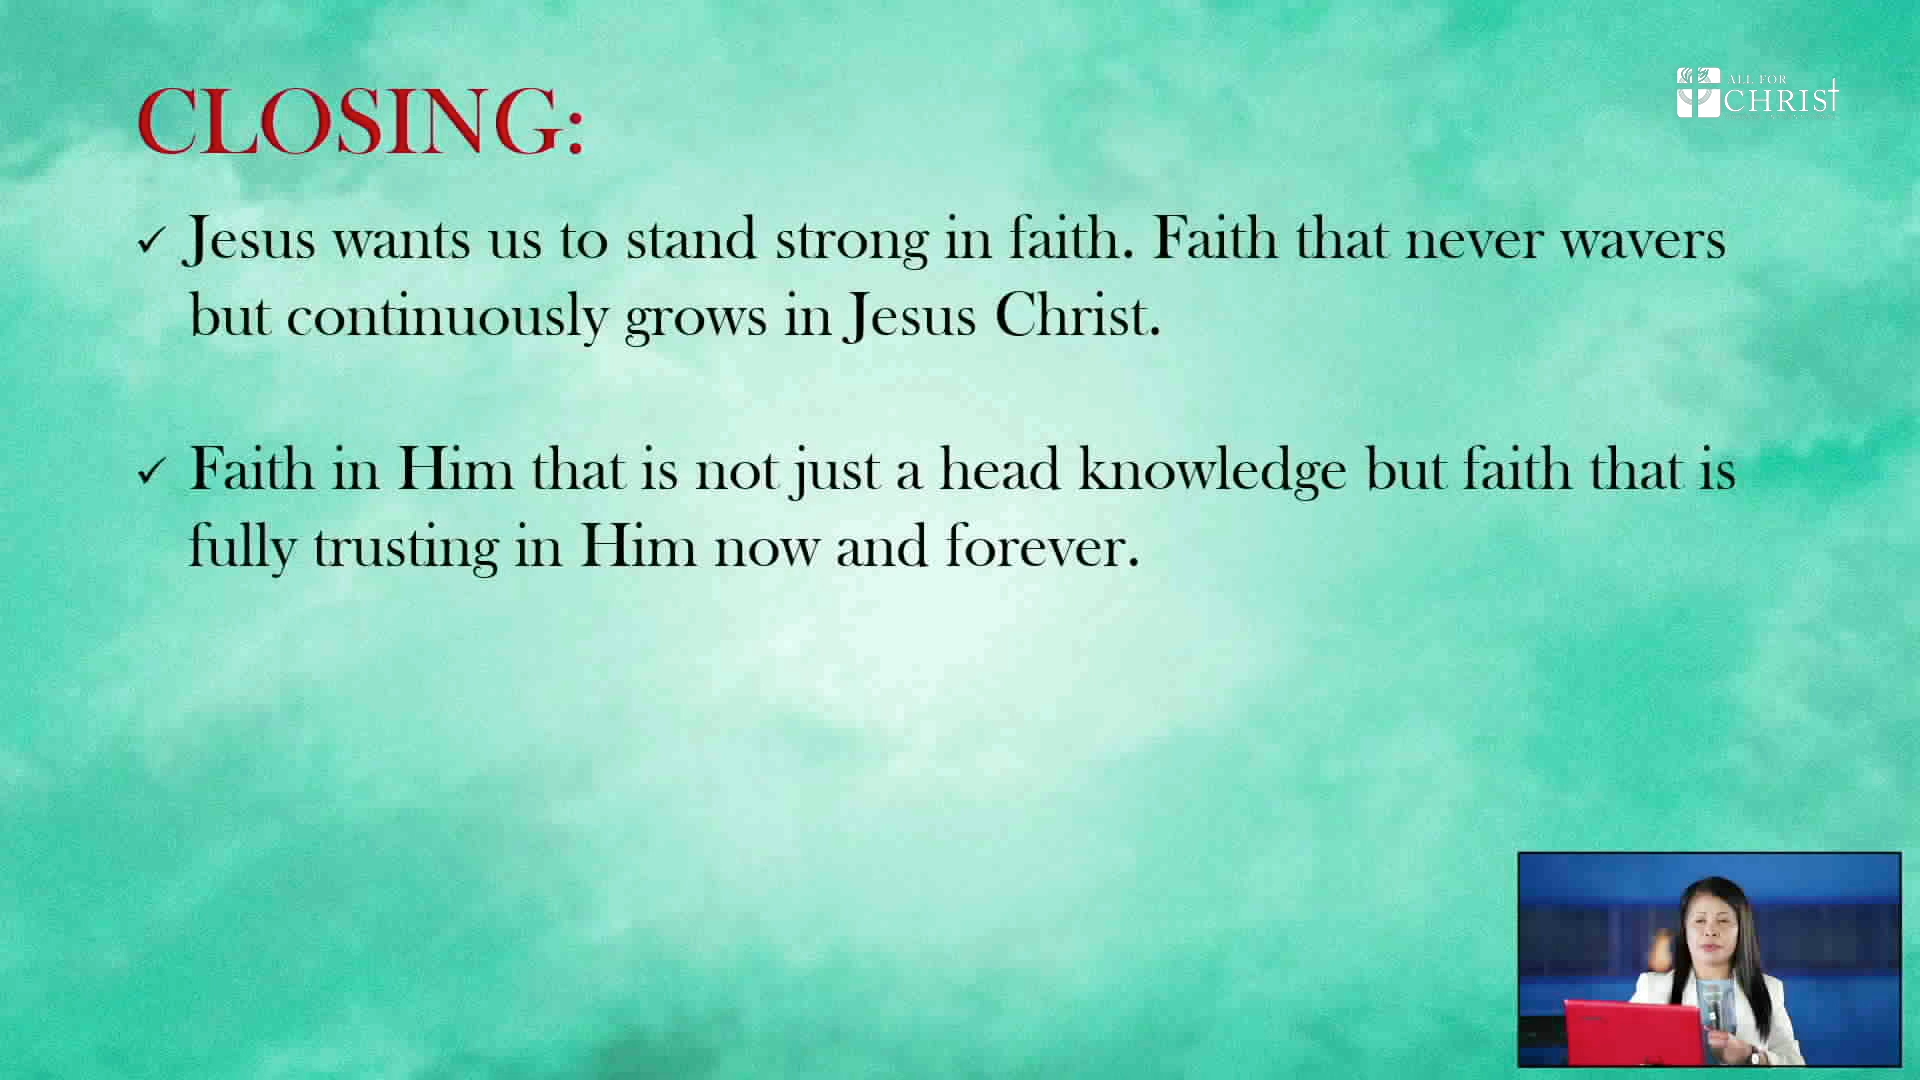 ALL FOR
CHRIST
CLOSING:
✓ Jesus wants us to stand strong in faith. Faith that never wavers
but continuously grows in Jesus Christ.
✓ Faith in Him that is not just a head knowledge but faith that is
fully trusting in Him now and forever.